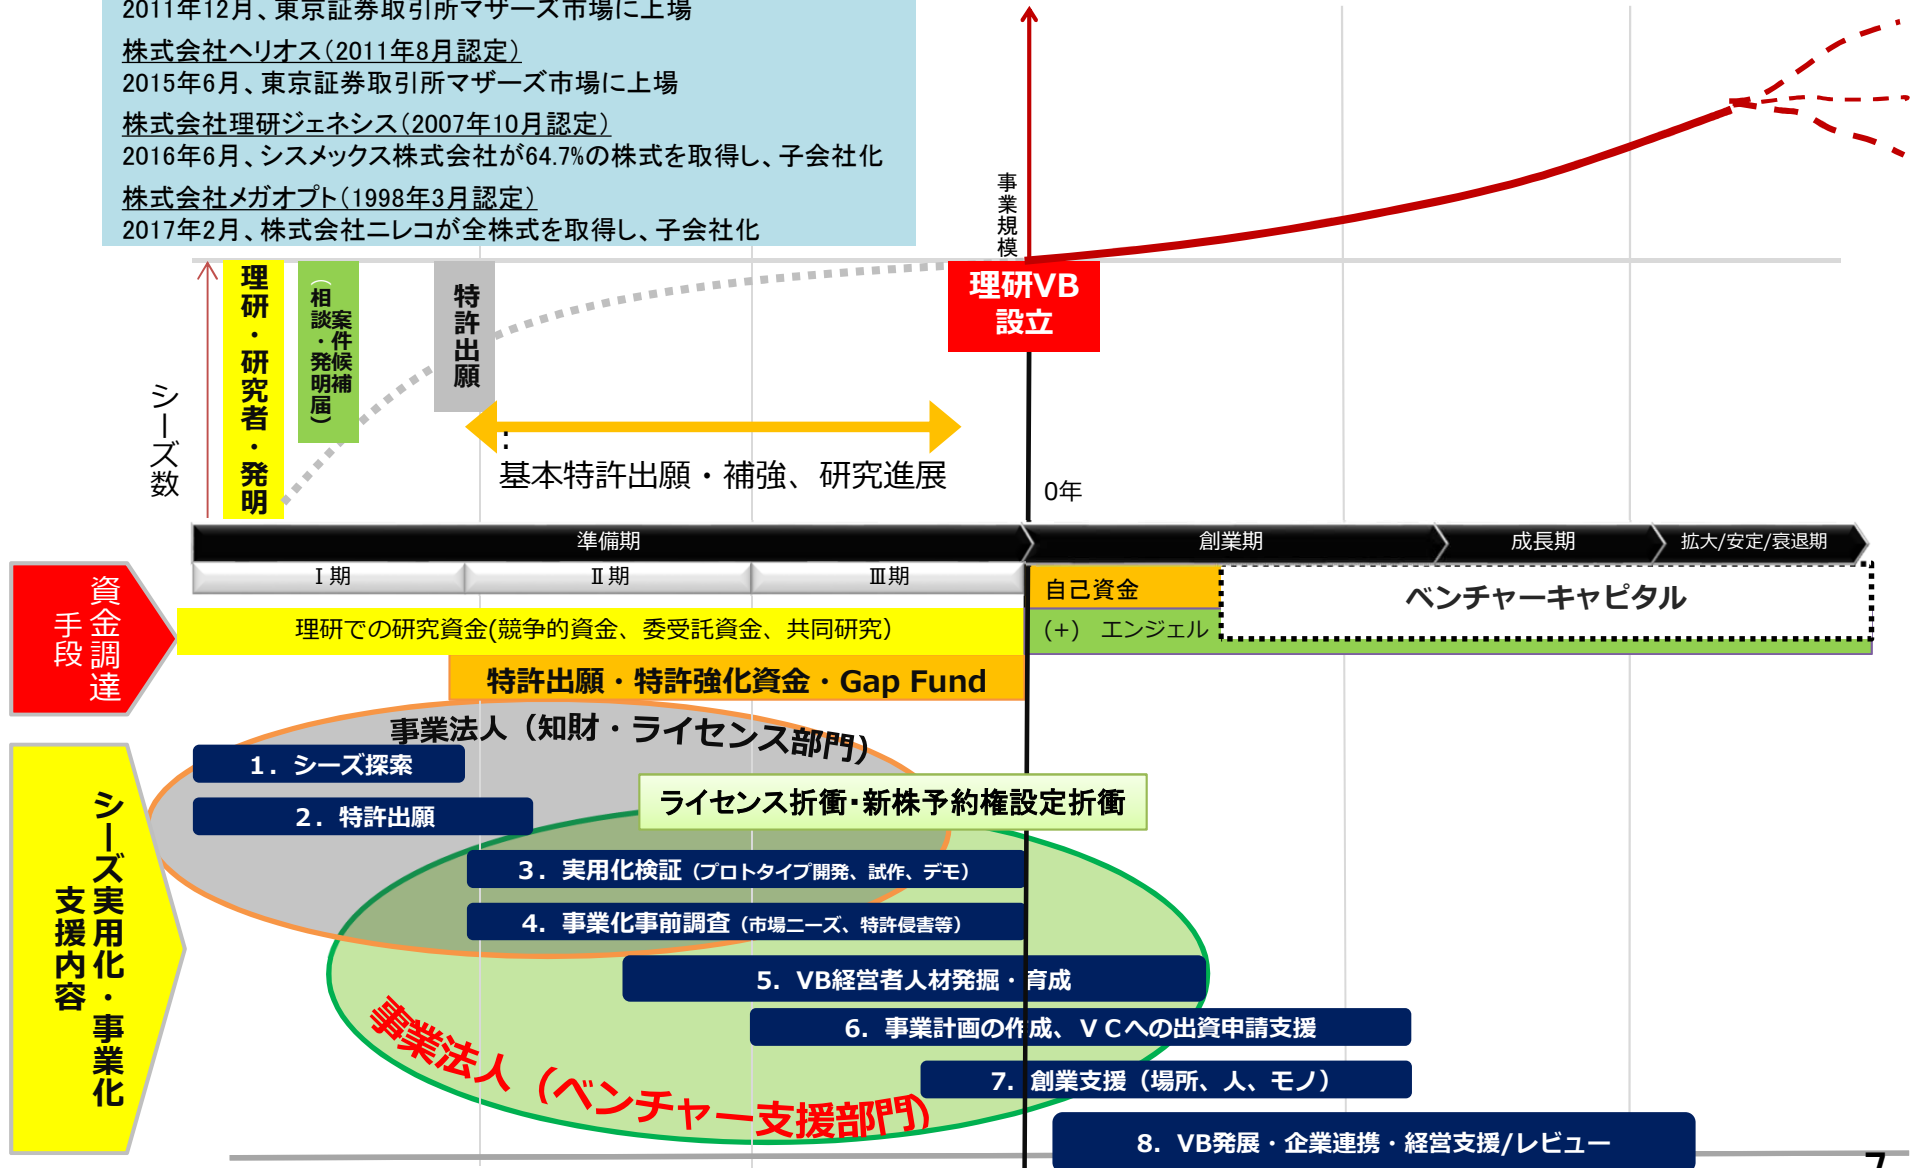 2011年12月、東京証券取引所マザーズ市場に上場
株式会社ヘリオス（2011年8月認定）
2015年6月、東京証券取引所マザーズ市場に上場
株式会社理研ジェネシス（2007年10月認定）
2016年6月、シスメックス株式会社が64.7%の株式を取得し、子会社化
株式会社メガオプト（1998年3月認定）
2017年2月、株式会社ニレコが全株式を取得し、子会社化
事業規模
シーズ数
理研・研究者・発明
案件候補
（相談・発明届）
特許出願
理研VB
設立
：
基本特許出願・補強、研究進展
0年
準備期
創業期
成長期
拡大/安定/衰退期
Ⅰ期
Ⅱ期
Ⅲ期
資金調達
手段
自己資金
ベンチャーキャピタル
理研での研究資金(競争的資金、委受託資金、共同研究）
（+） エンジェル
特許出願・特許強化資金・Gap Fund
シーズ実用化・事業化
支援内容
事業法人（知財・ライセンス部門）
1．シーズ探索
ライセンス折衝・新株予約権設定折衝
2．特許出願
3．実用化検証（プロトタイプ開発、試作、デモ）
4．事業化事前調査（市場ニーズ、特許侵害等）
5．VB経営者人材発掘・育成
6．事業計画の作成、ＶＣへの出資申請支援
7．創業支援（場所、人、モノ）
事業法人（ベンチャー支援部門）
8．VB発展・企業連携・経営支援/レビュー
7